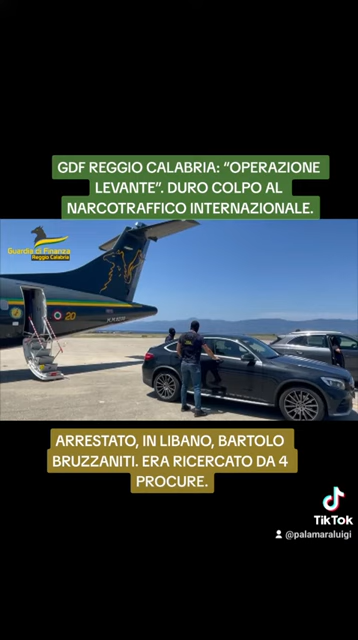 GDF REGGIO CALABRIA: “OPERAZIONE
LEVANTE”. DURO COLPO AL
NARCOTRAFFICO INTERNAZIONALE.
Guardia di Finanza
Reggio Calabria
20
ARRESTATO, IN LIBANO, BARTOLO
BRUZZANITI. ERA RICERCATO DA 4
PROCURE.
TikTok
@palamaraluigi